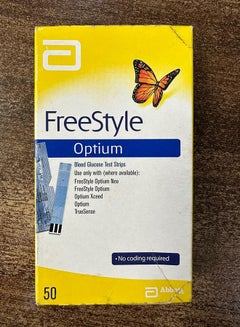 FreeStyle
Optium
Blood Glucose Test Strips
Use only with (where available):
FreeStyle Optium Neo
FreeStyle Optium
Optium Xceed
Optium
TrueSense
• No coding required
50
Abbott